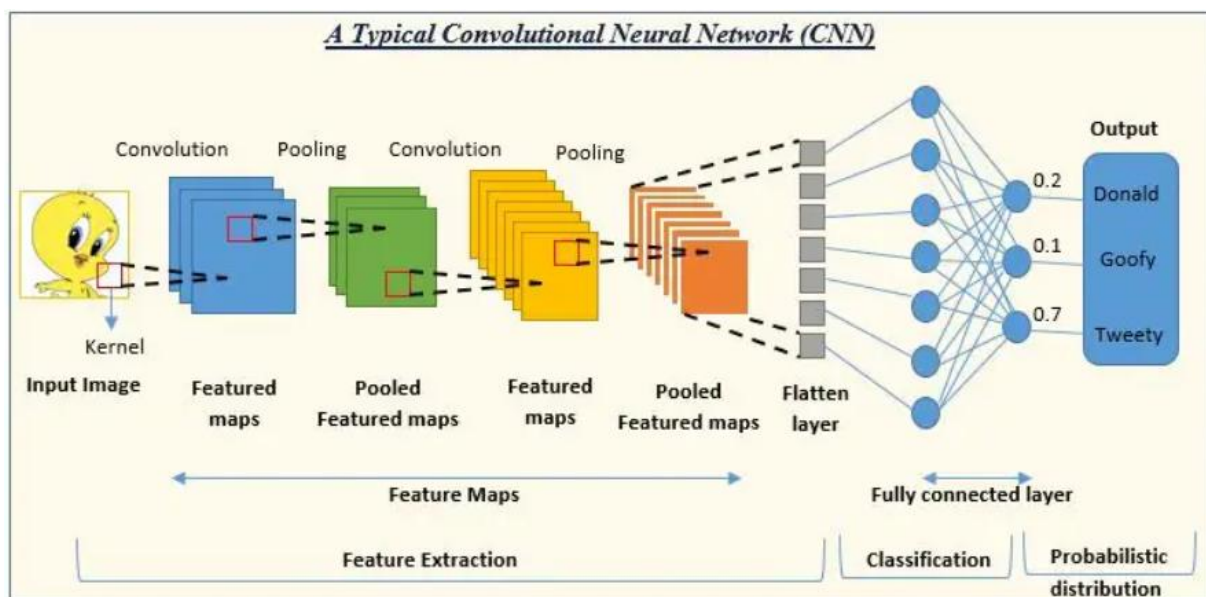 A Typical Convolutional Neural Network (CNN)
Convolution
Pooling
Convolution
Pooling
Output
0.2
Donald
0.1
Goofy
0.7
Tweety
Kernel
Input Image
Featured
maps
Pooled
Featured maps
Featured
maps
Pooled
Featured maps
Flatten
layer
Feature Maps
Fully connected layer
Feature Extraction
Classification
Probabilistic
distribution